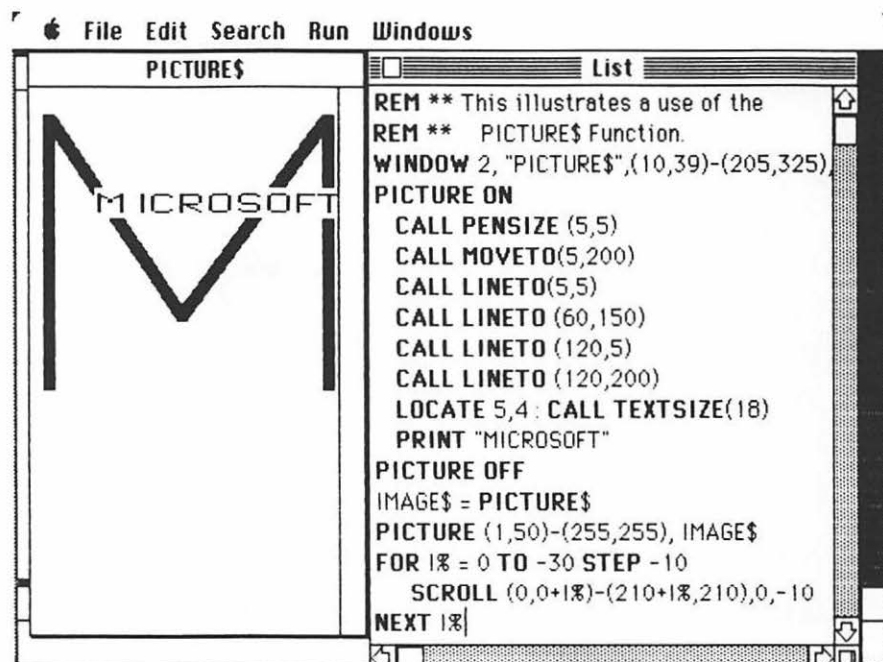 File Edit Search Run Windows
PICTURE$
MICROSOFT
List
REM ** This illustrates a use of the
REM ** PICTURE$ Function.
WINDOW 2, "PICTURE$",(10,39)-(205,325),
PICTURE ON
CALL PENSIZE (5,5)
CALL MOVETO(5,200)
CALL LINETO(5,5)
CALL LINETO (60,150)
CALL LINETO (120,5)
CALL LINETO (120,200)
LOCATE 5,4 : CALL TEXTSIZE(18)
PRINT "MICROSOFT"
PICTURE OFF
IMAGE$ = PICTURE$
PICTURE (1,50)-(255,255), IMAGE$
FOR I% = 0 TO -30 STEP -10
SCROLL (0,0+I%)-(210+I%,210),0,-10
NEXT I%